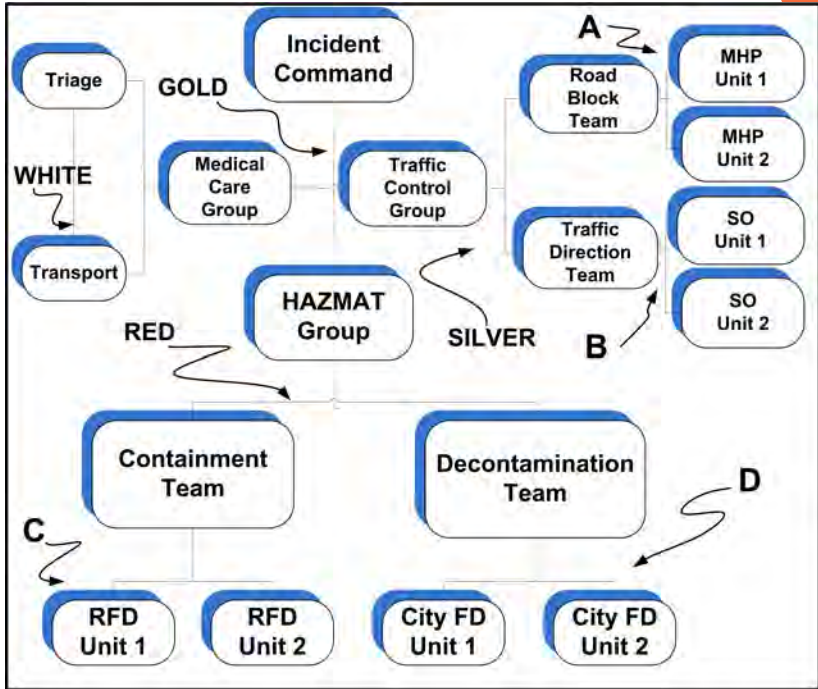 Incident
Command
A
MHP
Unit 1
Triage
GOLD
Road
Block
Team
MHP
Unit 2
WHITE
Medical
Care
Group
Traffic
Control
Group
SO
Unit 1
Transport
Traffic
Direction
Team
SO
Unit 2
HAZMAT
Group
RED
SILVER
B
Containment
Team
Decontamination
Team
D
C
RFD
Unit 1
RFD
Unit 2
City FD
Unit 1
City FD
Unit 2